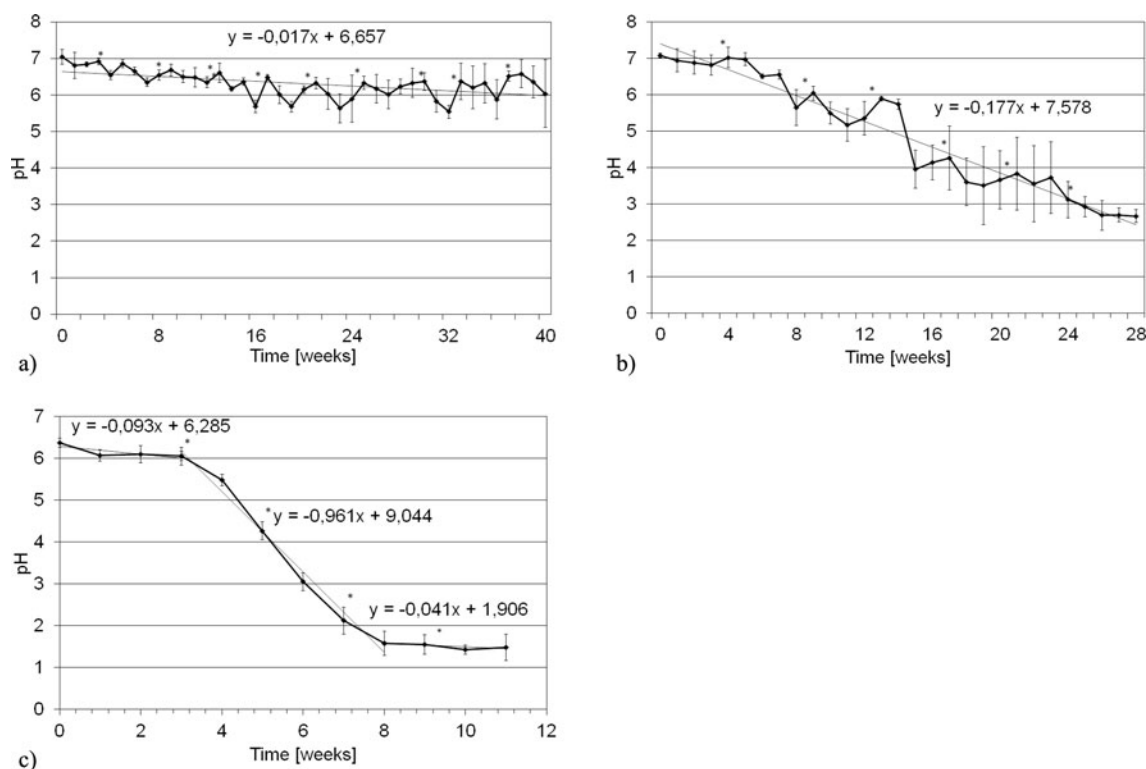 8
y = -0,017x + 6,657
7
6
5
pH
4
3
2
1
0
0 8 16 24 32 40
Time [weeks]
a)
8
7
6
y = -0,177x + 7,578
5
pH
4
3
2
1
0
0 4 8 12 16 20 24 28
Time [weeks]
b)
7
y = -0,093x + 6,285
6
5
y = -0,961x + 9,044
4
pH
3
2
y = -0,041x + 1,906
1
0
0 2 4 6 8 10 12
Time [weeks]
c)